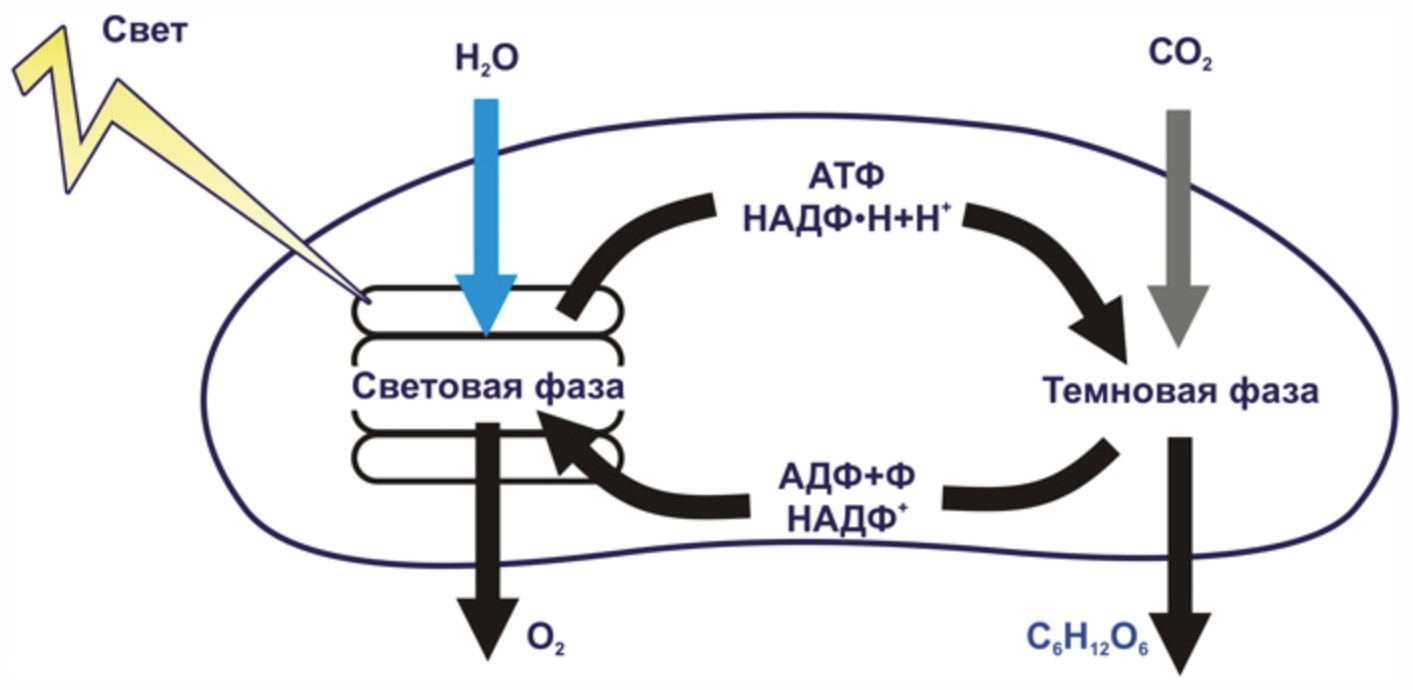 Свет
H₂O
CO₂
АТФ
НАДФ•Н+Н⁺
Световая фаза
Темновая фаза
АДФ+Ф
НАДФ⁺
O₂
C₆H₁₂O₆